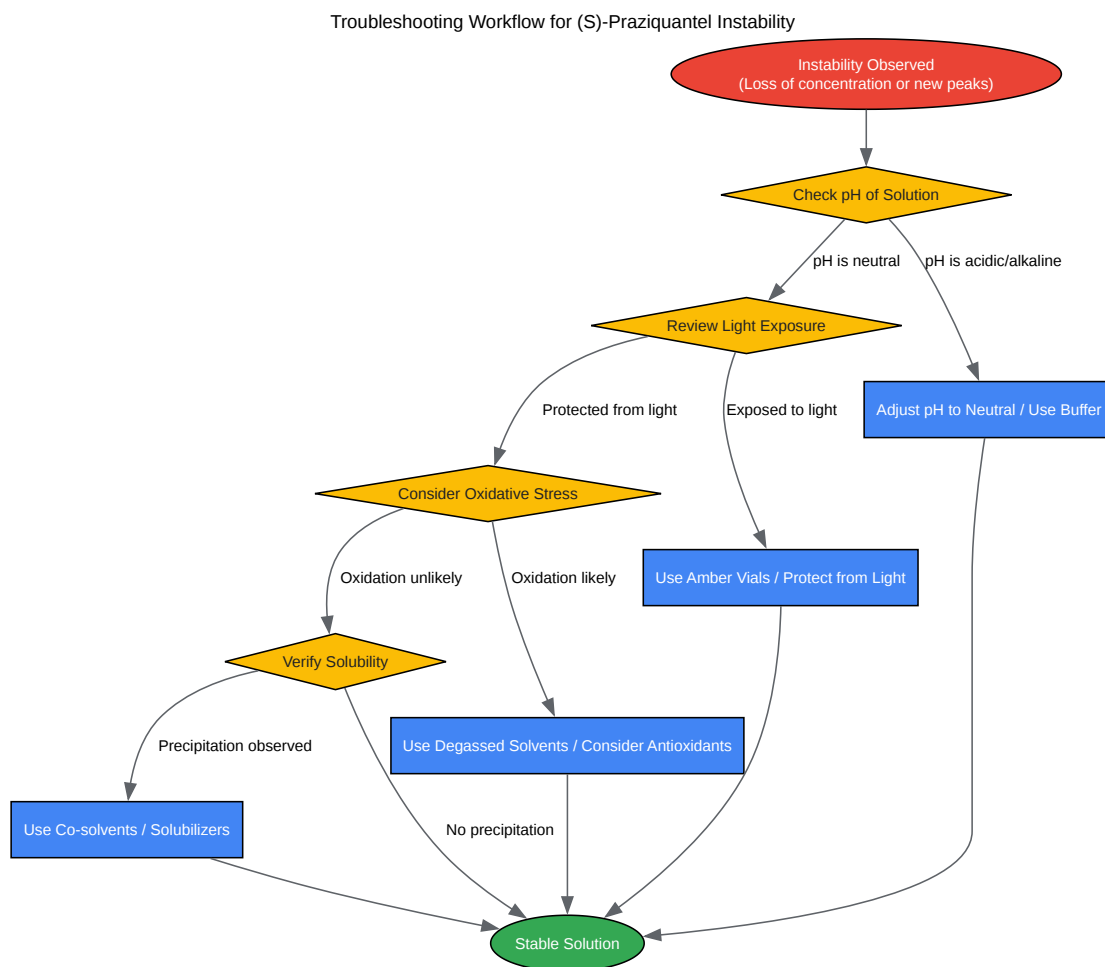 Troubleshooting Workflow for (S)-Praziquantel Instability
Instability Observed
(Loss of concentration or new peaks)
Check pH of Solution
pH is neutral
pH is acidic/alkaline
Review Light Exposure
Protected from light
Exposed to light
Adjust pH to Neutral / Use Buffer
Consider Oxidative Stress
Oxidation unlikely
Oxidation likely
Use Amber Vials / Protect from Light
Verify Solubility
Precipitation observed
Use Degassed Solvents / Consider Antioxidants
Use Co-solvents / Solubilizers
No precipitation
Stable Solution